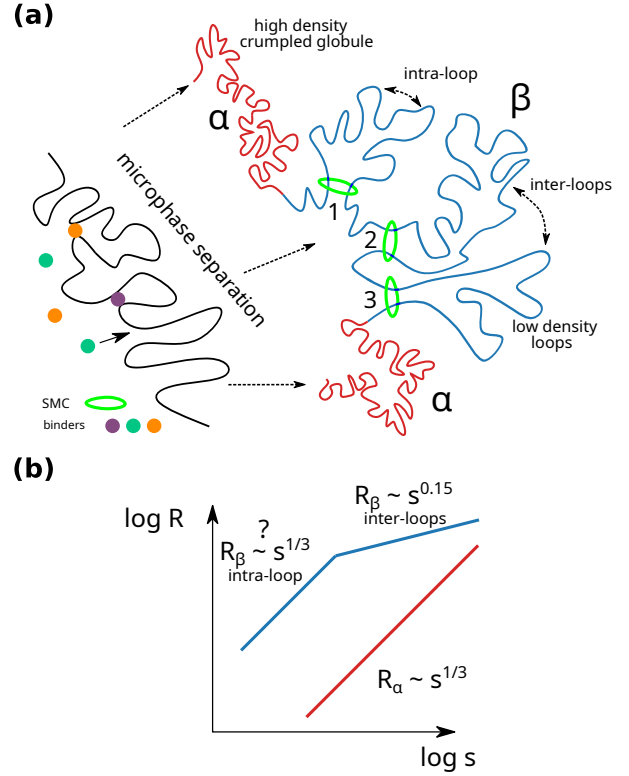 (a)
high density
crumpled globule
intra-loop
β
α
microphase separation
inter-loops
1
2
3
low density
loops
α
SMC
binders
(b)
log R
?
R_β ~ s^{1/3}
intra-loop
R_β ~ s^{0.15}
inter-loops
R_α ~ s^{1/3}
log s